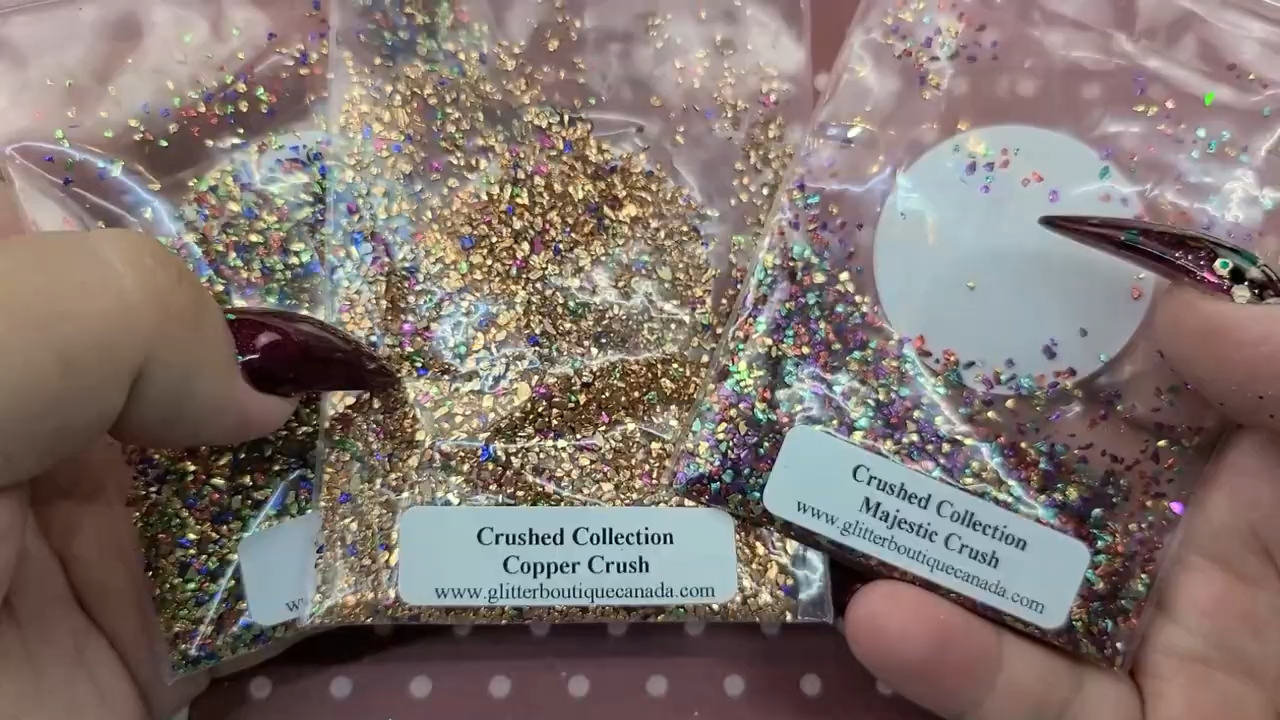 Crushed Collection
Copper Crush
www.glitterboutiquecanada.com
Crushed Collection
Majestic Crush
www.glitterboutiquecanada.com